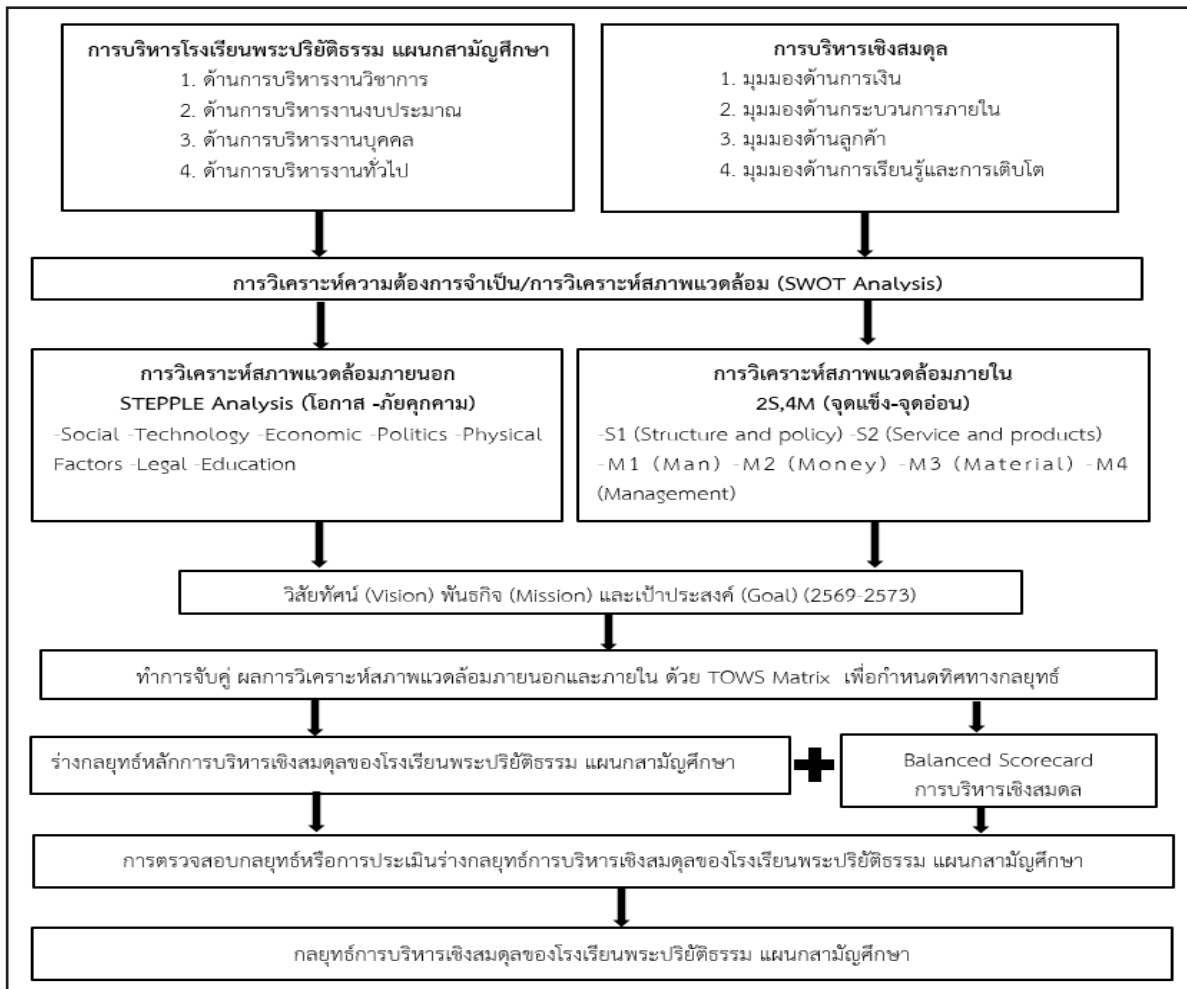 การบริหารโรงเรียนพระปริยัติธรรม แผนกสามัญศึกษา
1. ด้านการบริหารงานวิชาการ
2. ด้านการบริหารงานงบประมาณ
3. ด้านการบริหารงานบุคคล
4. ด้านการบริหารงานทั่วไป
การบริหารเชิงสมดุล
1. มุมมองด้านการเงิน
2. มุมมองด้านกระบวนการภายใน
3. มุมมองด้านลูกค้า
4. มุมมองด้านการเรียนรู้และการเติบโต
การวิเคราะห์ความต้องการจำเป็น/การวิเคราะห์สภาพแวดล้อม (SWOT Analysis)
การวิเคราะห์สภาพแวดล้อมภายนอก
STEPPLE Analysis (โอกาส -ภัยคุกคาม)
-Social -Technology -Economic -Politics -Physical
Factors -Legal -Education
การวิเคราะห์สภาพแวดล้อมภายใน
2S,4M (จุดแข็ง-จุดอ่อน)
-S1 (Structure and policy) -S2 (Service and products)
-M1 (Man) -M2 (Money) -M3 (Material) -M4
(Management)
วิสัยทัศน์ (Vision) พันธกิจ (Mission) และเป้าประสงค์ (Goal) (2569-2573)
ทำการจับคู่ ผลการวิเคราะห์สภาพแวดล้อมภายนอกและภายใน ด้วย TOWS Matrix เพื่อกำหนดทิศทางกลยุทธ์
ร่างกลยุทธ์หลักการบริหารเชิงสมดุลของโรงเรียนพระปริยัติธรรม แผนกสามัญศึกษา
Balanced Scorecard
การบริหารเชิงสมดล
การตรวจสอบกลยุทธ์หรือการประเมินร่างกลยุทธ์การบริหารเชิงสมดุลของโรงเรียนพระปริยัติธรรม แผนกสามัญศึกษา
กลยุทธ์การบริหารเชิงสมดุลของโรงเรียนพระปริยัติธรรม แผนกสามัญศึกษา